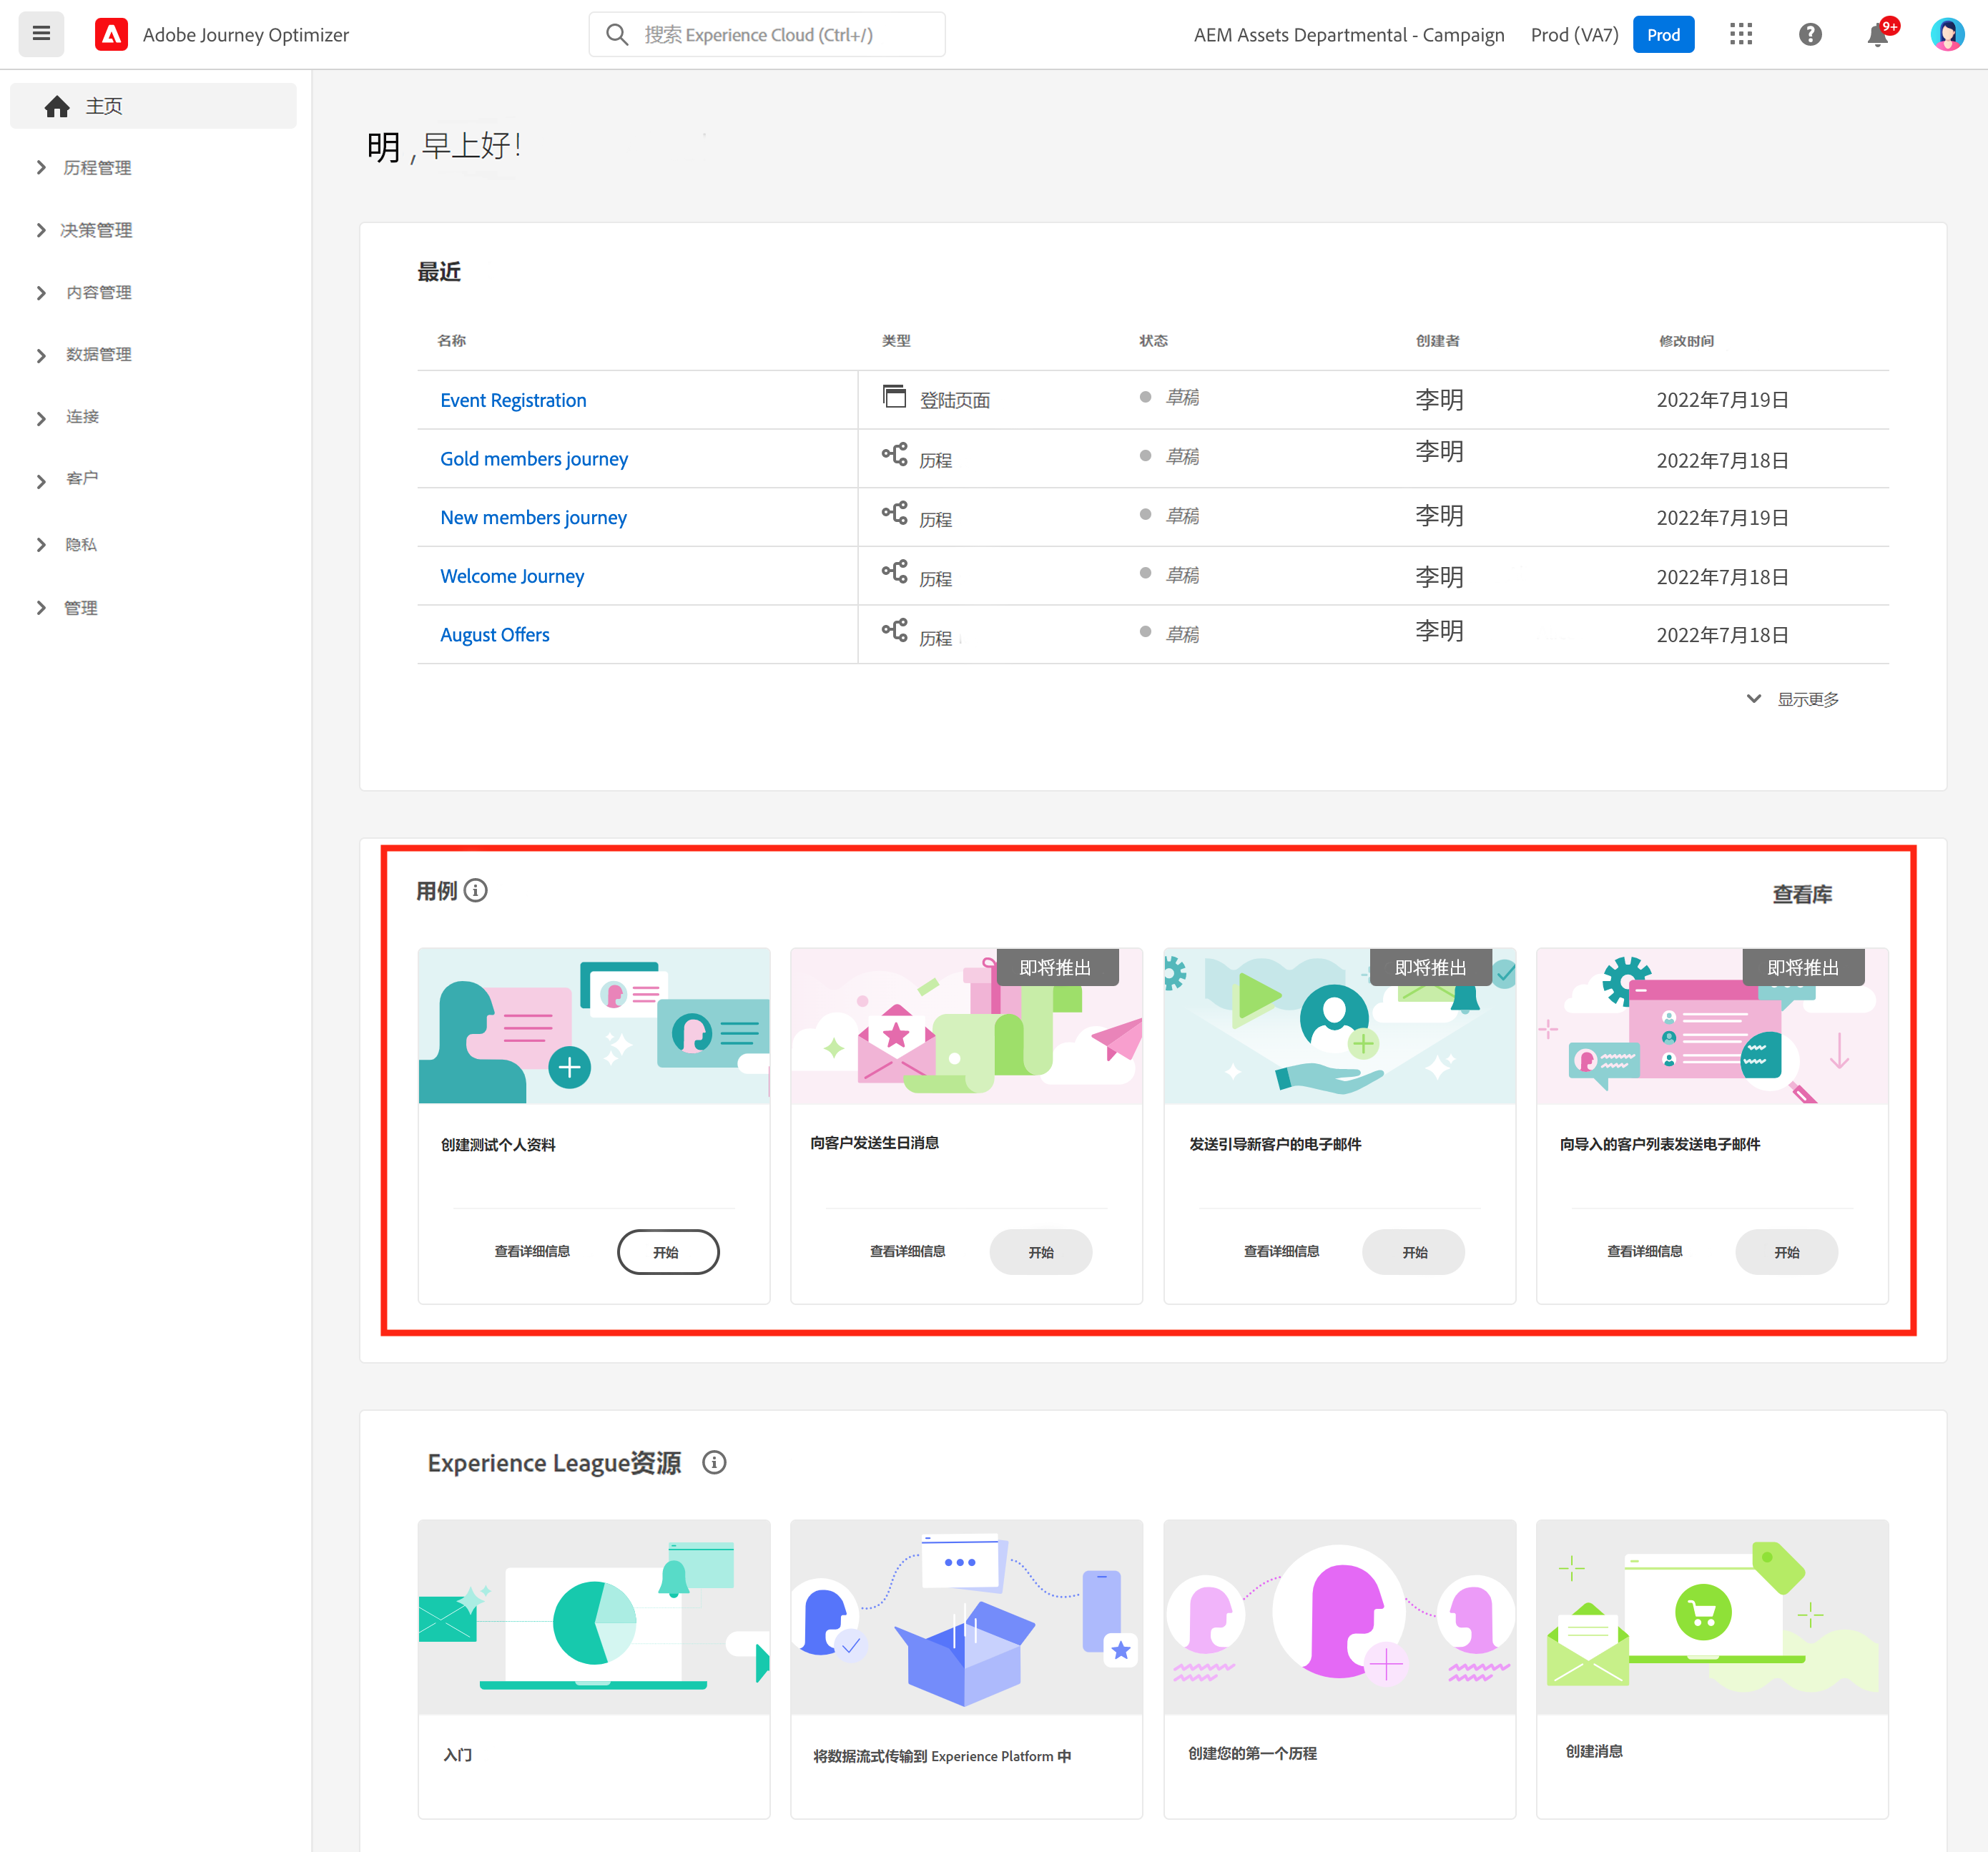 Adobe Journey Optimizer
搜索 Experience Cloud (Ctrl+/)
AEM Assets Departmental - Campaign
Prod (VA7)
Prod
9+
主页
历程管理
决策管理
内容管理
数据管理
连接
客户
隐私
管理
明 ,早上好!
最近
名称 类型 状态 创建者 修改时间
Event Registration 登陆页面 草稿 李明 2022年7月19日
Gold members journey 历程 草稿 李明 2022年7月18日
New members journey 历程 草稿 李明 2022年7月19日
Welcome Journey 历程 草稿 李明 2022年7月18日
August Offers 历程 草稿 李明 2022年7月18日
显示更多
用例
查看库
创建测试个人资料
查看详细信息 开始
即将推出
向客户发送生日消息
查看详细信息 开始
即将推出
发送引导新客户的电子邮件
查看详细信息 开始
即将推出
向导入的客户列表发送电子邮件
查看详细信息 开始
Experience League资源
入门
将数据流式传输到 Experience Platform 中
创建您的第一个历程
创建消息